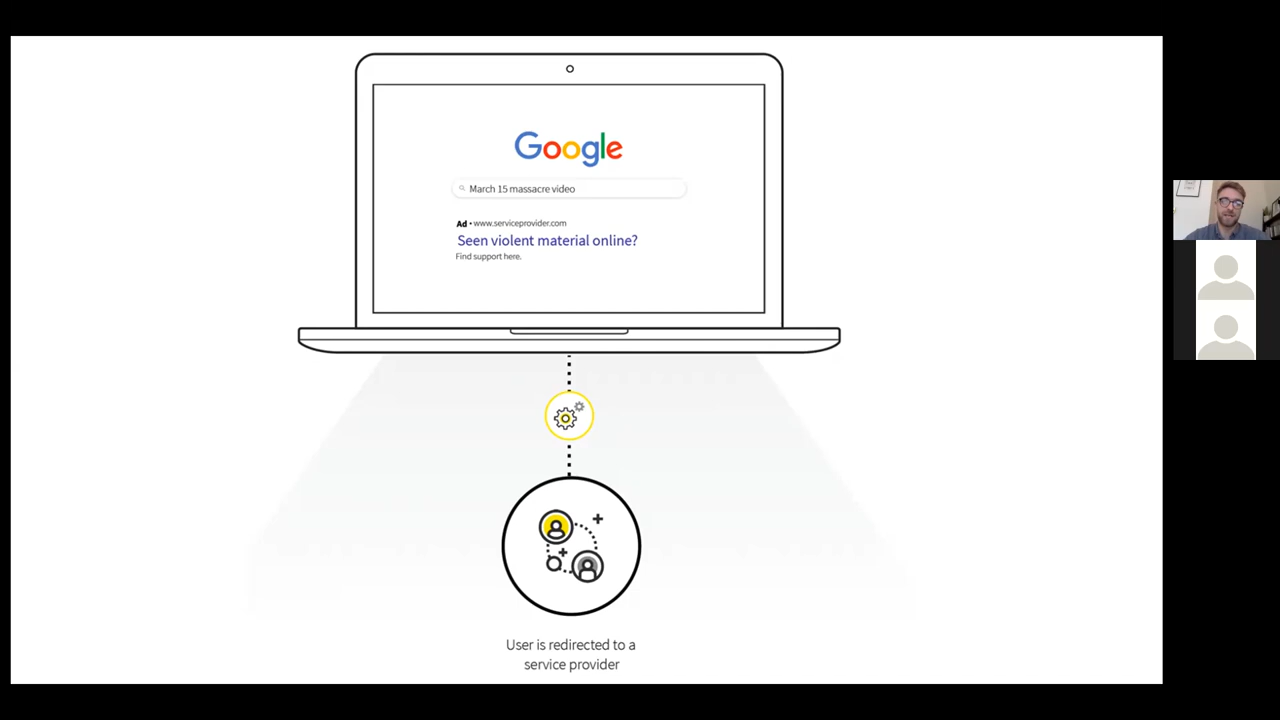 Google
March 15 massacre video
Ad • www.serviceprovider.com
Seen violent material online?
Find support here.
User is redirected to a
service provider